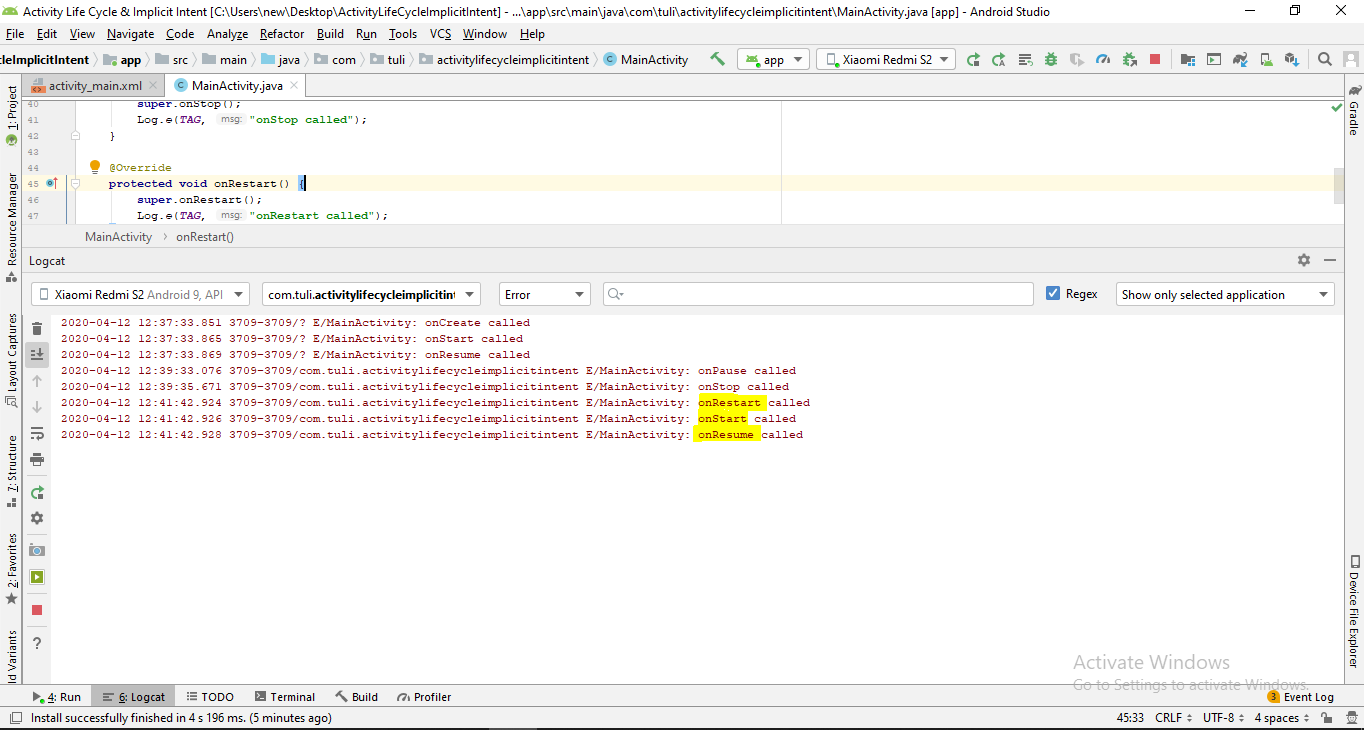 Activity Life Cycle & Implicit Intent [C:\Users\new\Desktop\ActivityLifeCycleImplicitIntent] - ...\app\src\main\java\com\tuli\activitylifecycleimplicitintent\MainActivity.java [app] - Android Studio
File Edit View Navigate Code Analyze Refactor Build Run Tools VCS Window Help
leImplicitIntent app src main java com tuli activitylifecycleimplicitintent MainActivity app Xiaomi Redmi S2
activity_main.xml MainActivity.java
40 super.onStop();
41 Log.e(TAG, msg: "onStop called");
42 }
43
44 @Override
45 protected void onRestart() {
46 super.onRestart();
47 Log.e(TAG, msg: "onRestart called");
MainActivity onRestart()
Logcat
Xiaomi Redmi S2 Android 9, API com.tuli.activitylifecycleimplicitint Error Regex Show only selected application
2020-04-12 12:37:33.851 3709-3709/? E/MainActivity: onCreate called
2020-04-12 12:37:33.865 3709-3709/? E/MainActivity: onStart called
2020-04-12 12:37:33.869 3709-3709/? E/MainActivity: onResume called
2020-04-12 12:39:33.076 3709-3709/com.tuli.activitylifecycleimplicitintent E/MainActivity: onPause called
2020-04-12 12:39:35.671 3709-3709/com.tuli.activitylifecycleimplicitintent E/MainActivity: onStop called
2020-04-12 12:41:42.924 3709-3709/com.tuli.activitylifecycleimplicitintent E/MainActivity: onRestart called
2020-04-12 12:41:42.926 3709-3709/com.tuli.activitylifecycleimplicitintent E/MainActivity: onStart called
2020-04-12 12:41:42.928 3709-3709/com.tuli.activitylifecycleimplicitintent E/MainActivity: onResume called
1: Project
Resource Manager
Layout Captures
7: Structure
2: Favorites
ld Variants
Gradle
Device File Explorer
Activate Windows
Go to Settings to activate Windows.
4: Run 6: Logcat TODO Terminal Build Profiler 3 Event Log
Install successfully finished in 4 s 196 ms. (5 minutes ago) 45:33 CRLF UTF-8 4 spaces